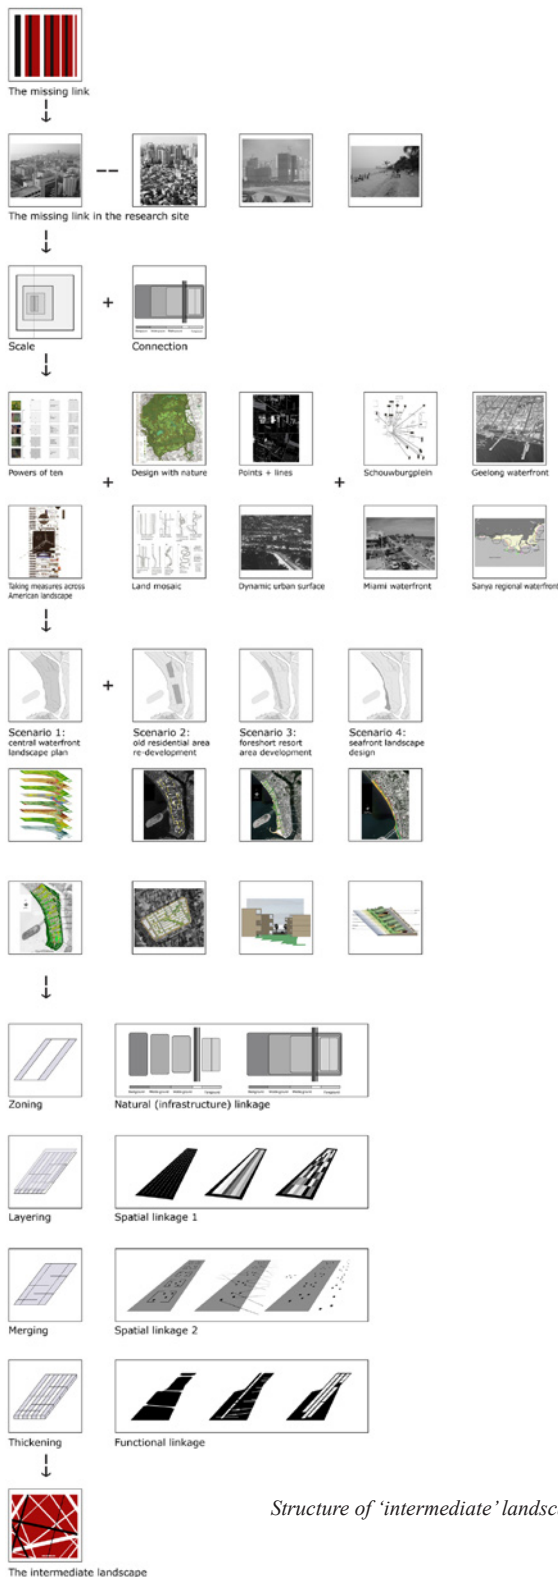 The missing link
The missing link in the research site
Scale
Connection
Powers of ten
Design with nature
Points + lines
Schouwburgplein
Geelong waterfront
Taking measures across
American landscape
Land mosaic
Dynamic urban surface
Miami waterfront
Sanya regional waterfront
Scenario 1:
central waterfront
landscape plan
Scenario 2:
old residential area
re-development
Scenario 3:
foreshort resort
area development
Scenario 4:
seafront landscape
design
Zoning
Natural (infrastructure) linkage
Layering
Spatial linkage 1
Merging
Spatial linkage 2
Thickening
Functional linkage
Structure of ‘intermediate’ landsc
The intermediate landscape